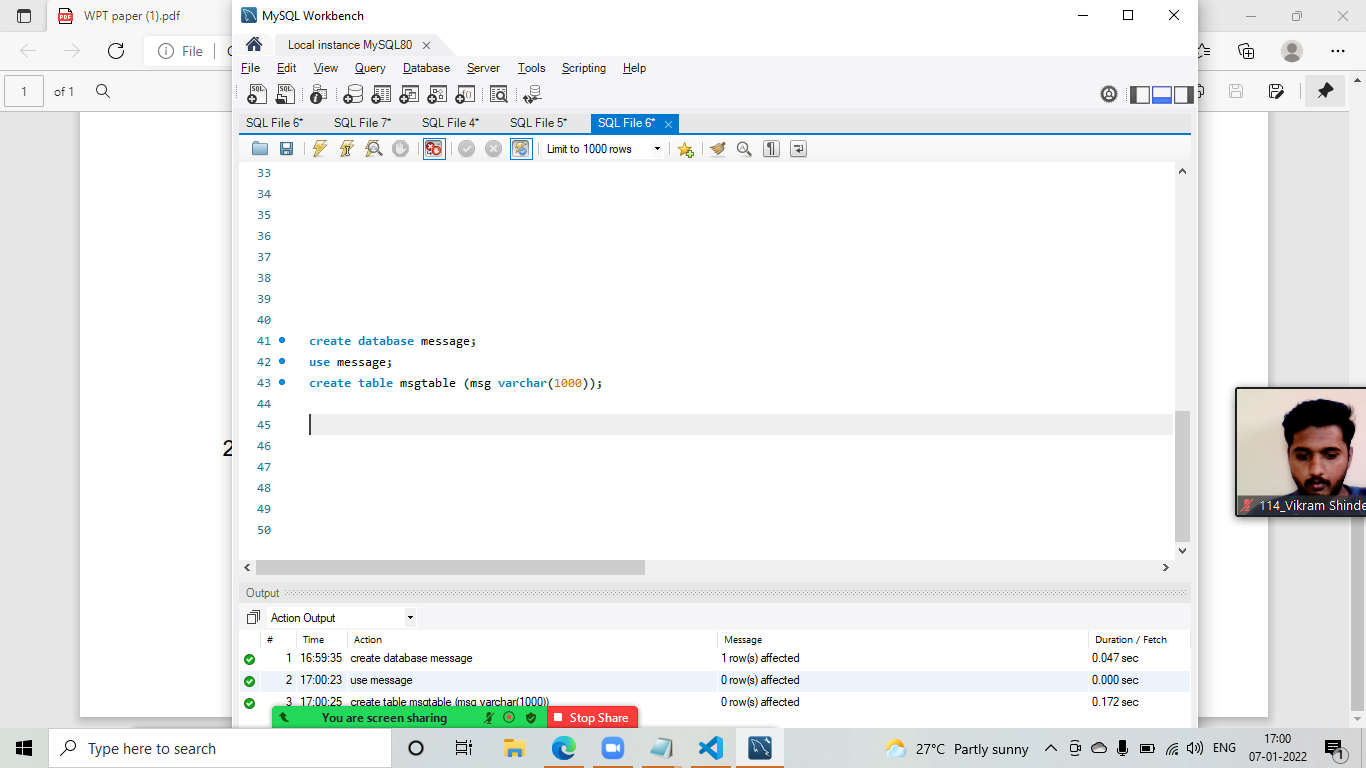 WPT paper (1).pdf
MySQL Workbench
File
Local instance MySQL80
File Edit View Query Database Server Tools Scripting Help
1 of 1
SQL File 6* SQL File 7* SQL File 4* SQL File 5* SQL File 6*
Limit to 1000 rows
33
34
35
36
37
38
39
40
41 create database message;
42 use message;
43 create table msgtable (msg varchar(1000));
44
45
46
47
48
49
50
2
114_Vikram Shinde
Output
Action Output
# Time Action Message Duration / Fetch
1 16:59:35 create database message 1 row(s) affected 0.047 sec
2 17:00:23 use message 0 row(s) affected 0.000 sec
3 17:00:25 create table msgtable (msg varchar(1000)) 0 row(s) affected 0.172 sec
You are screen sharing Stop Share
Type here to search
27°C Partly sunny ENG 17:00
07-01-2022
1